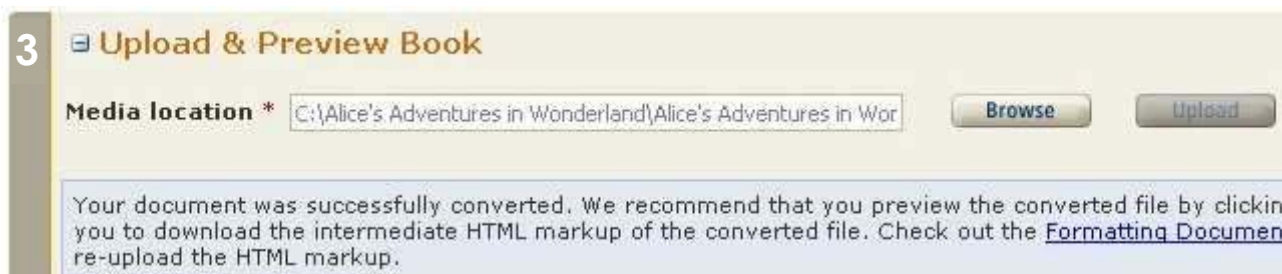 3
Upload & Preview Book
Media location * C:\Alice's Adventures in Wonderland\Alice's Adventures in Wor Browse Upload
Your document was successfully converted. We recommend that you preview the converted file by clickin
you to download the intermediate HTML markup of the converted file. Check out the Formatting Documen
re-upload the HTML markup.